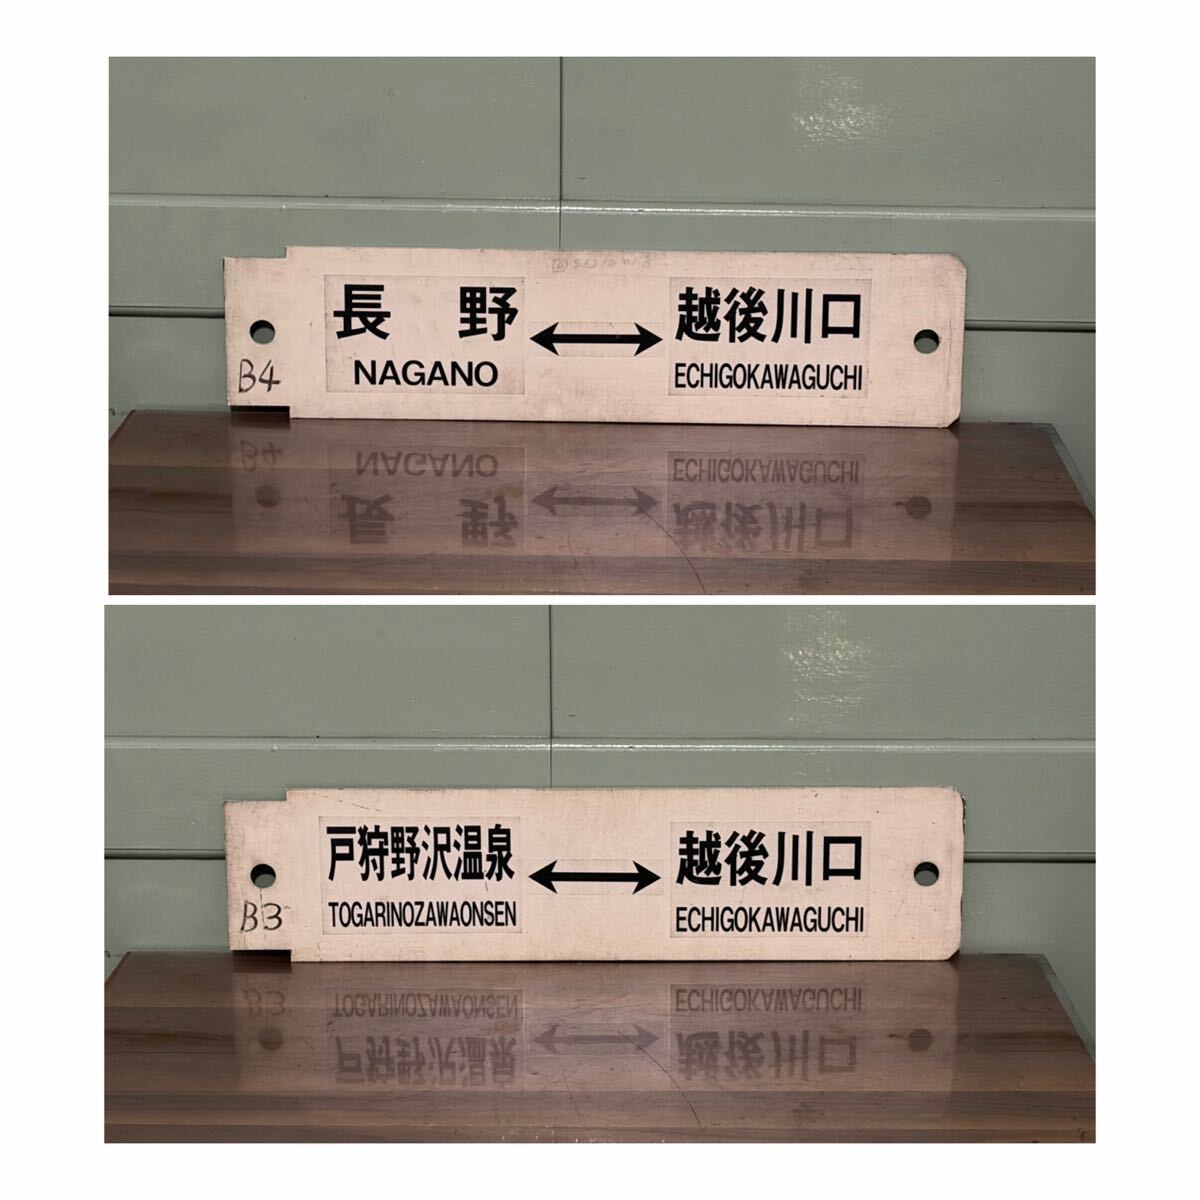 長 野 ↔ 越後川口
NAGANO ECHIGOKAWAGUCHI
B4
戸狩野沢温泉 ↔ 越後川口
TOGARINOZAWAONSEN ECHIGOKAWAGUCHI
B3